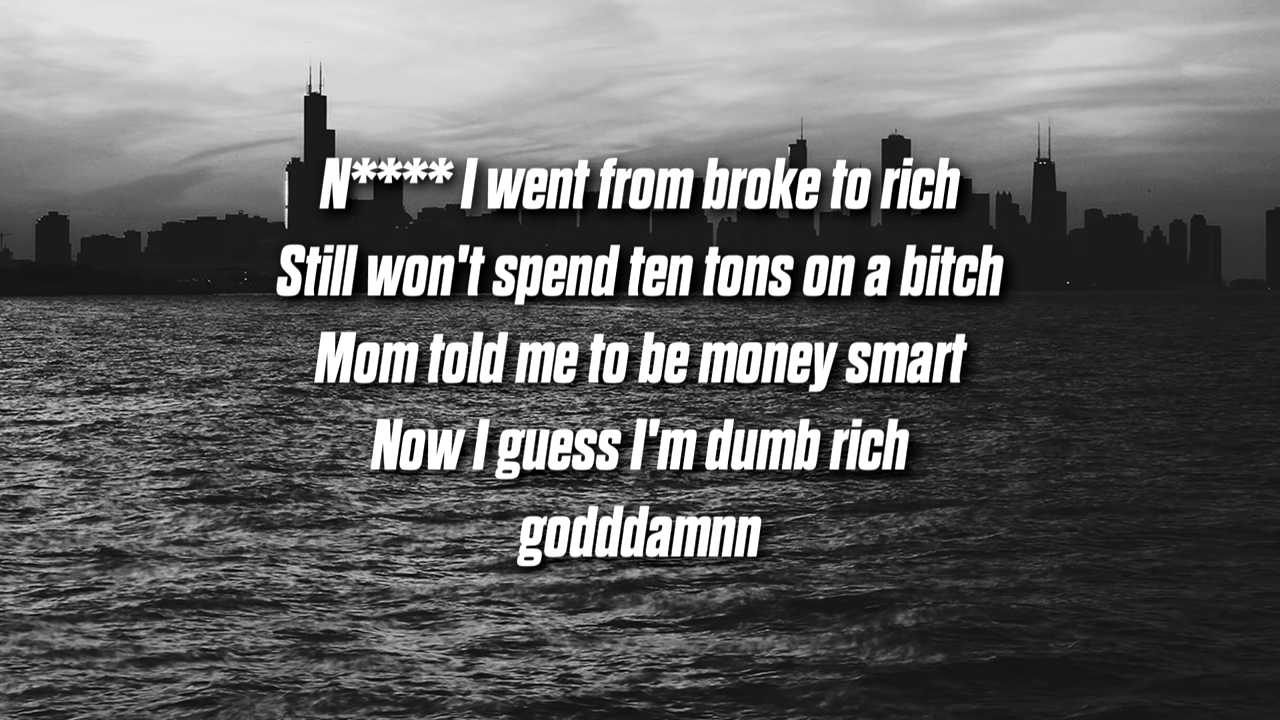 N**** I went from broke to rich
Still won't spend ten tons on a bitch
Mom told me to be money smart
Now I guess I'm dumb rich
godddamnn